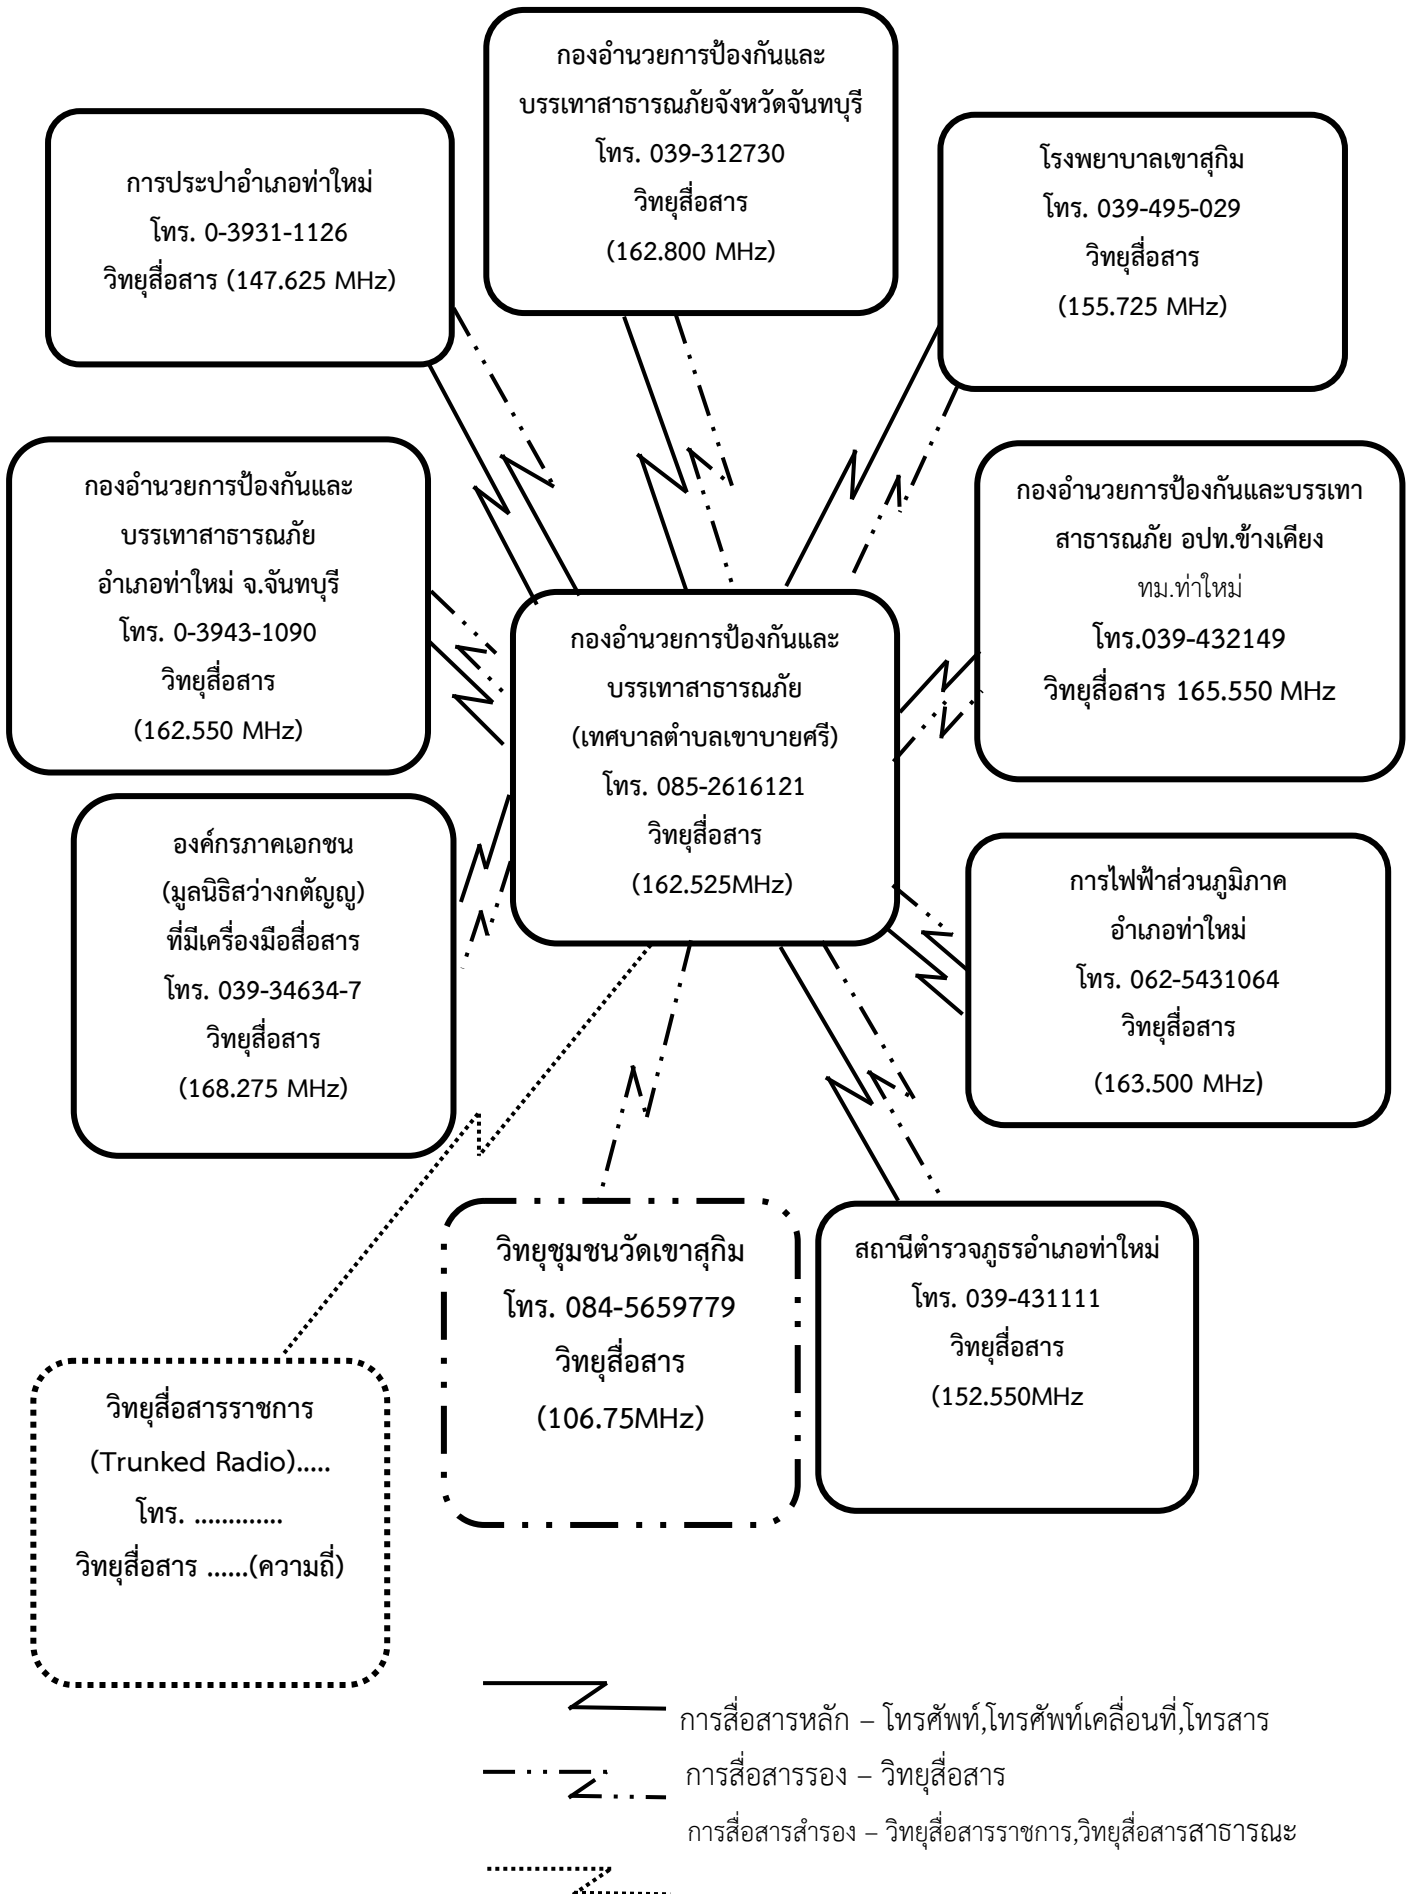 กองอำนวยการป้องกันและ
บรรเทาสาธารณภัยจังหวัดจันทบุรี
โทร. 039-312730
วิทยุสื่อสาร
(162.800 MHz)
การประปาอำเภอท่าใหม่
โทร. 0-3931-1126
วิทยุสื่อสาร (147.625 MHz)
โรงพยาบาลเขาสุกิม
โทร. 039-495-029
วิทยุสื่อสาร
(155.725 MHz)
กองอำนวยการป้องกันและ
บรรเทาสาธารณภัย
อำเภอท่าใหม่ จ.จันทบุรี
โทร. 0-3943-1090
วิทยุสื่อสาร
(162.550 MHz)
กองอำนวยการป้องกันและบรรเทา
สาธารณภัย อปท.ข้างเคียง
ทม.ท่าใหม่
โทร.039-432149
วิทยุสื่อสาร 165.550 MHz
กองอำนวยการป้องกันและ
บรรเทาสาธารณภัย
(เทศบาลตำบลเขาบายศรี)
โทร. 085-2616121
วิทยุสื่อสาร
(162.525MHz)
องค์กรภาคเอกชน
(มูลนิธิสว่างกตัญญู)
ที่มีเครื่องมือสื่อสาร
โทร. 039-34634-7
วิทยุสื่อสาร
(168.275 MHz)
การไฟฟ้าส่วนภูมิภาค
อำเภอท่าใหม่
โทร. 062-5431064
วิทยุสื่อสาร
(163.500 MHz)
วิทยุชุมชนวัดเขาสุกิม
โทร. 084-5659779
วิทยุสื่อสาร
(106.75MHz)
สถานีตำรวจภูธรอำเภอท่าใหม่
โทร. 039-431111
วิทยุสื่อสาร
(152.550MHz
วิทยุสื่อสารราชการ
(Trunked Radio).....
โทร. .............
วิทยุสื่อสาร ......(ความถี่)
การสื่อสารหลัก – โทรศัพท์,โทรศัพท์เคลื่อนที่,โทรสาร
การสื่อสารรอง – วิทยุสื่อสาร
การสื่อสารสำรอง – วิทยุสื่อสารราชการ,วิทยุสื่อสารสาธารณะ